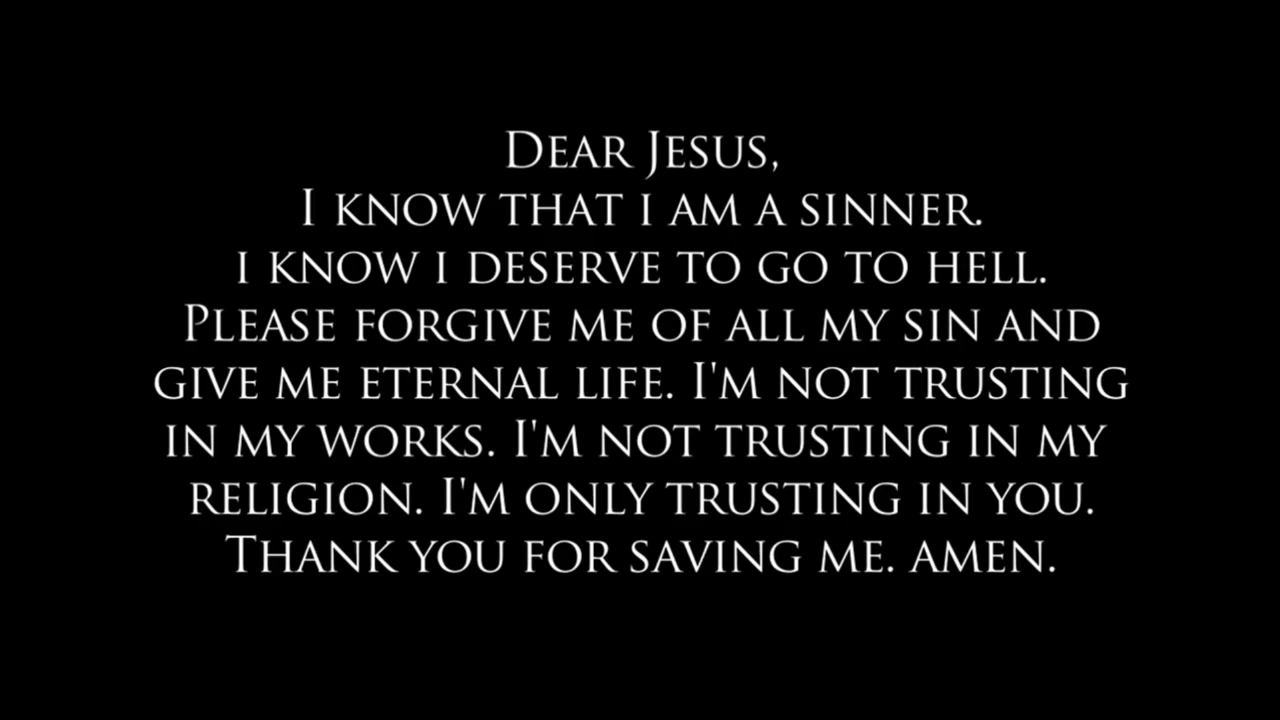 Dear Jesus,
I know that i am a sinner.
i know i deserve to go to hell.
Please forgive me of all my sin and
give me eternal life. I'm not trusting
in my works. I'm not trusting in my
religion. I'm only trusting in you.
Thank you for saving me. amen.